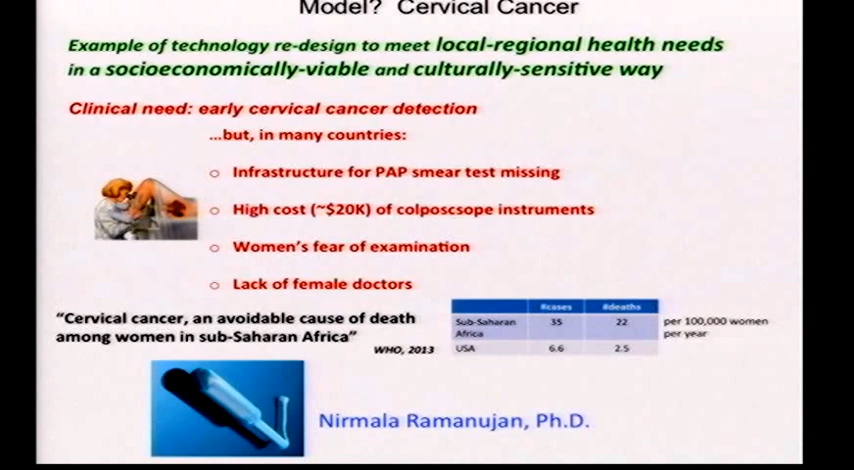 Model? Cervical Cancer
Example of technology re-design to meet local-regional health needs
in a socioeconomically-viable and culturally-sensitive way
Clinical need: early cervical cancer detection
...but, in many countries:
Infrastructure for PAP smear test missing
High cost (~$20K) of colposcsope instruments
Women's fear of examination
Lack of female doctors
"Cervical cancer, an avoidable cause of death
among women in sub-Saharan Africa"
WHO, 2013
#cases #deaths
Sub-Saharan Africa 35 22
USA 6.6 2.5
per 100,000 women
per year
Nirmala Ramanujan, Ph.D.